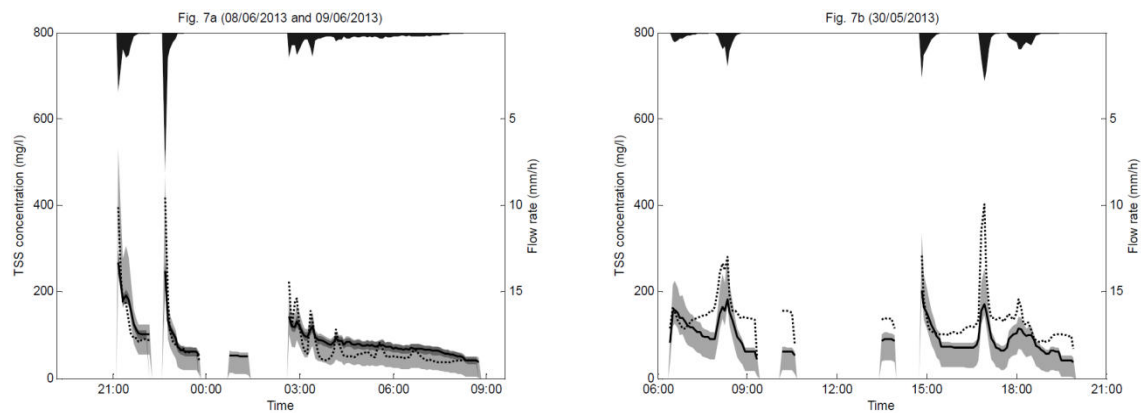 Fig. 7a (08/06/2013 and 09/06/2013)
800
600
400
200
0
TSS concentration (mg/l)
5
10
15
Flow rate (mm/h)
21:00 00:00 03:00 06:00 09:00
Time
Fig. 7b (30/05/2013)
800
600
400
200
0
TSS concentration (mg/l)
5
10
15
Flow rate (mm/h)
06:00 09:00 12:00 15:00 18:00 21:00
Time